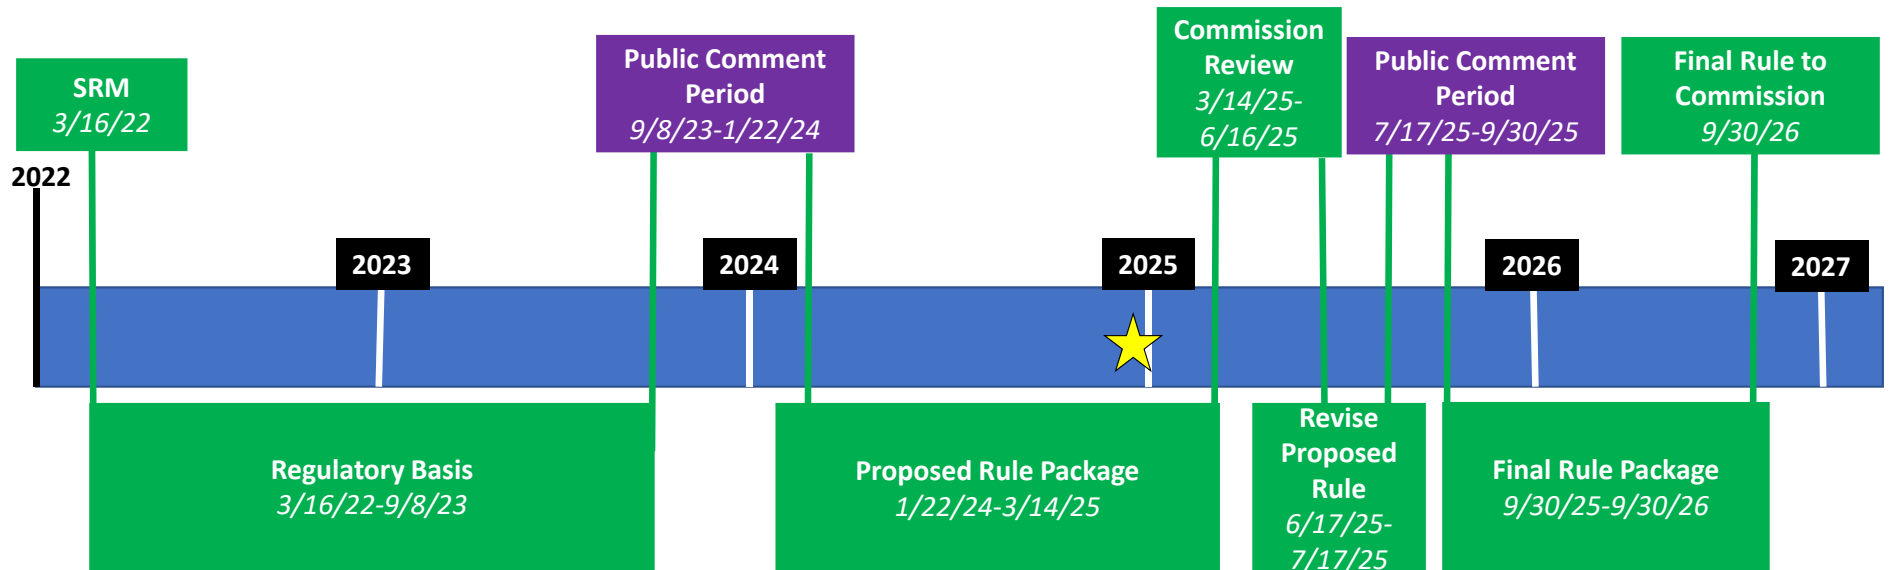 SRM
3/16/22
Public Comment
Period
9/8/23-1/22/24
Commission
Review
3/14/25-
6/16/25
Public Comment
Period
7/17/25-9/30/25
Final Rule to
Commission
9/30/26
2022
2023
2024
2025
2026
2027
Regulatory Basis
3/16/22-9/8/23
Proposed Rule Package
1/22/24-3/14/25
Revise
Proposed
Rule
6/17/25-
7/17/25
Final Rule Package
9/30/25-9/30/26